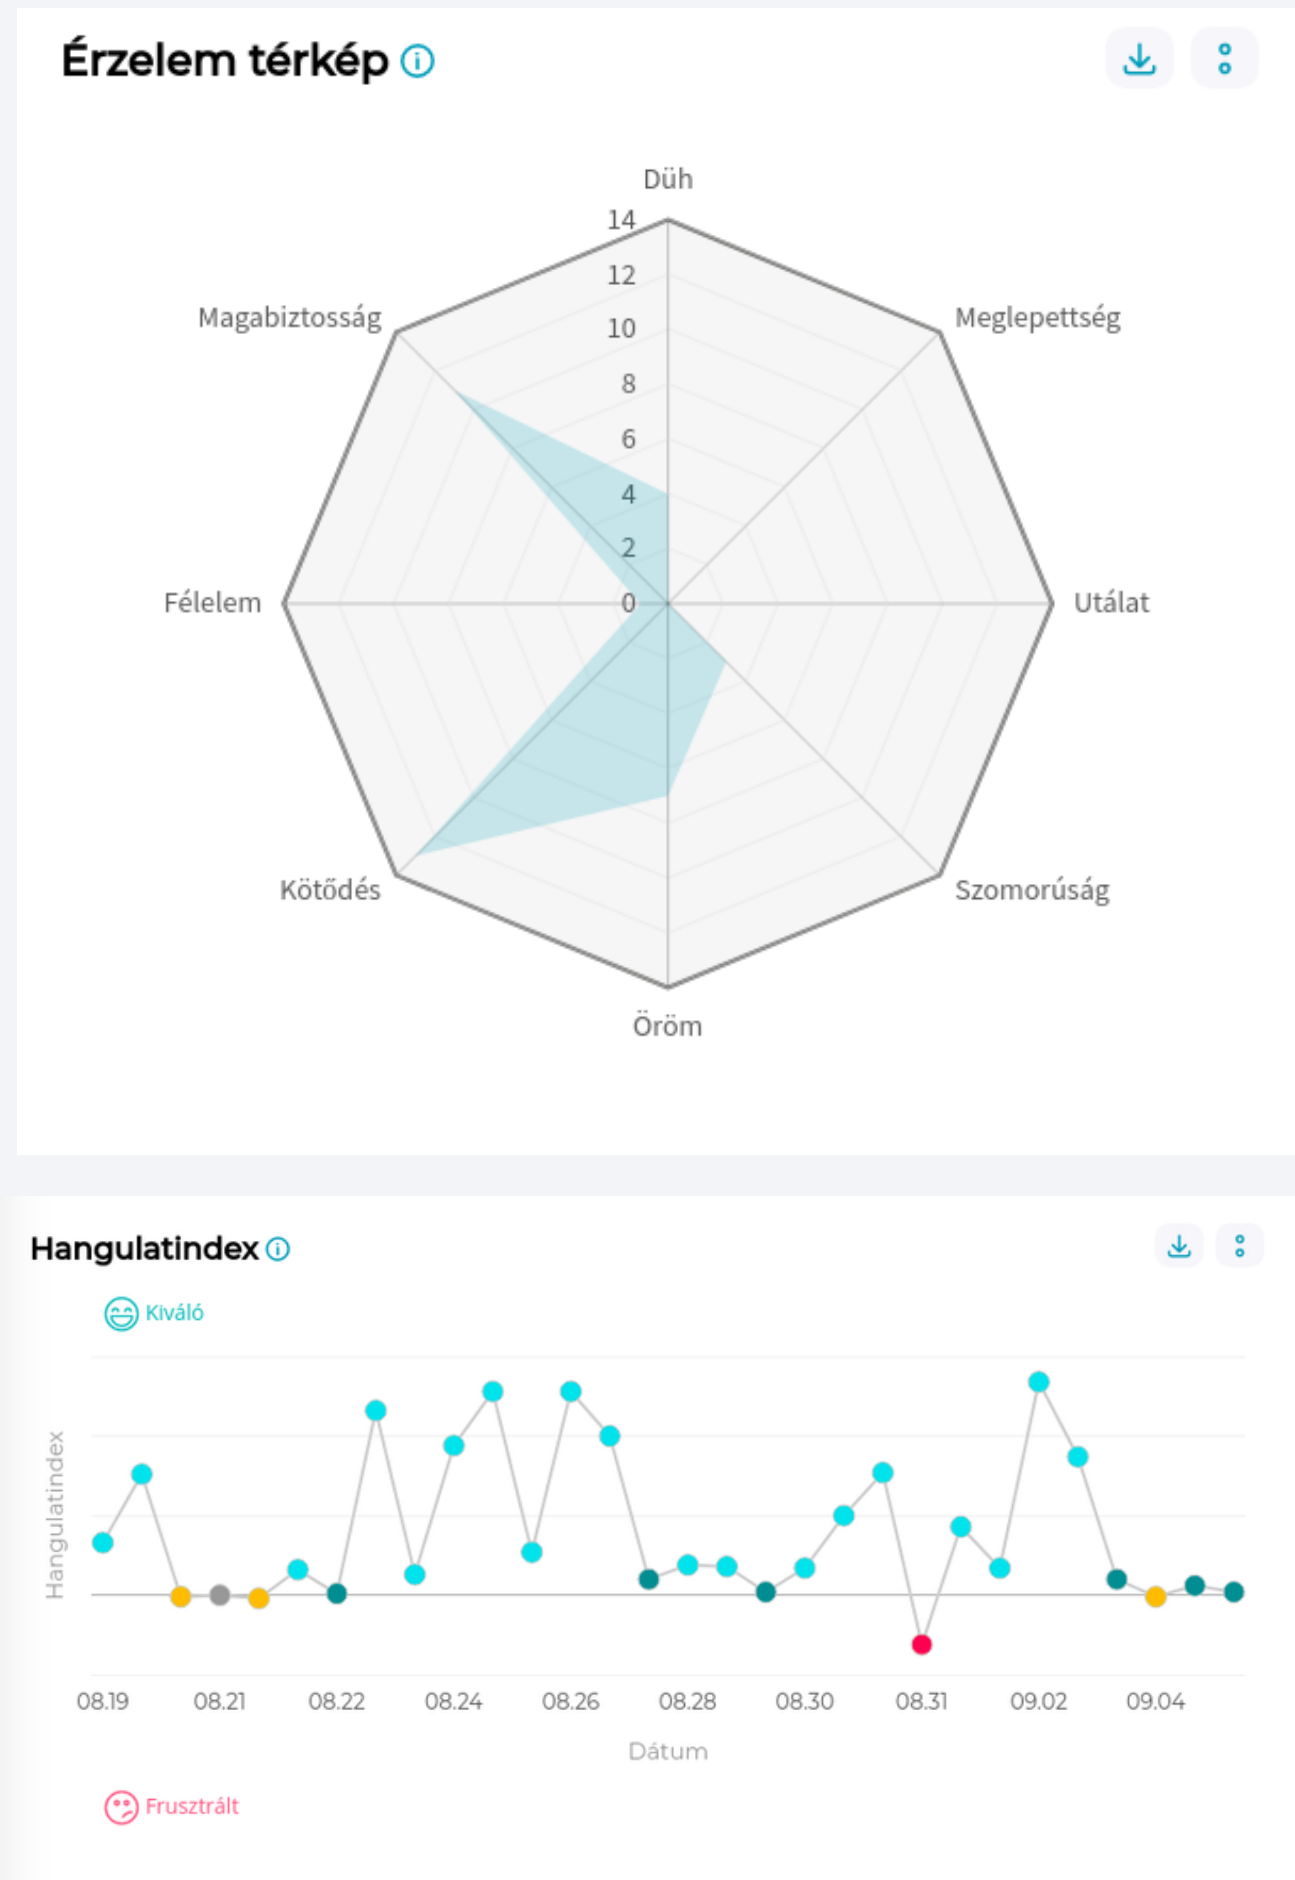 Érzelem térkép
Düh
14
12
10
8
6
4
2
0
Magabiztosság
Meglepettség
Félelem
Utálat
Kötődés
Szomorúság
Öröm
Hangulatindex
Kiváló
Hangulatindex
08.19 08.21 08.22 08.24 08.26 08.28 08.30 08.31 09.02 09.04
Dátum
Frusztrált